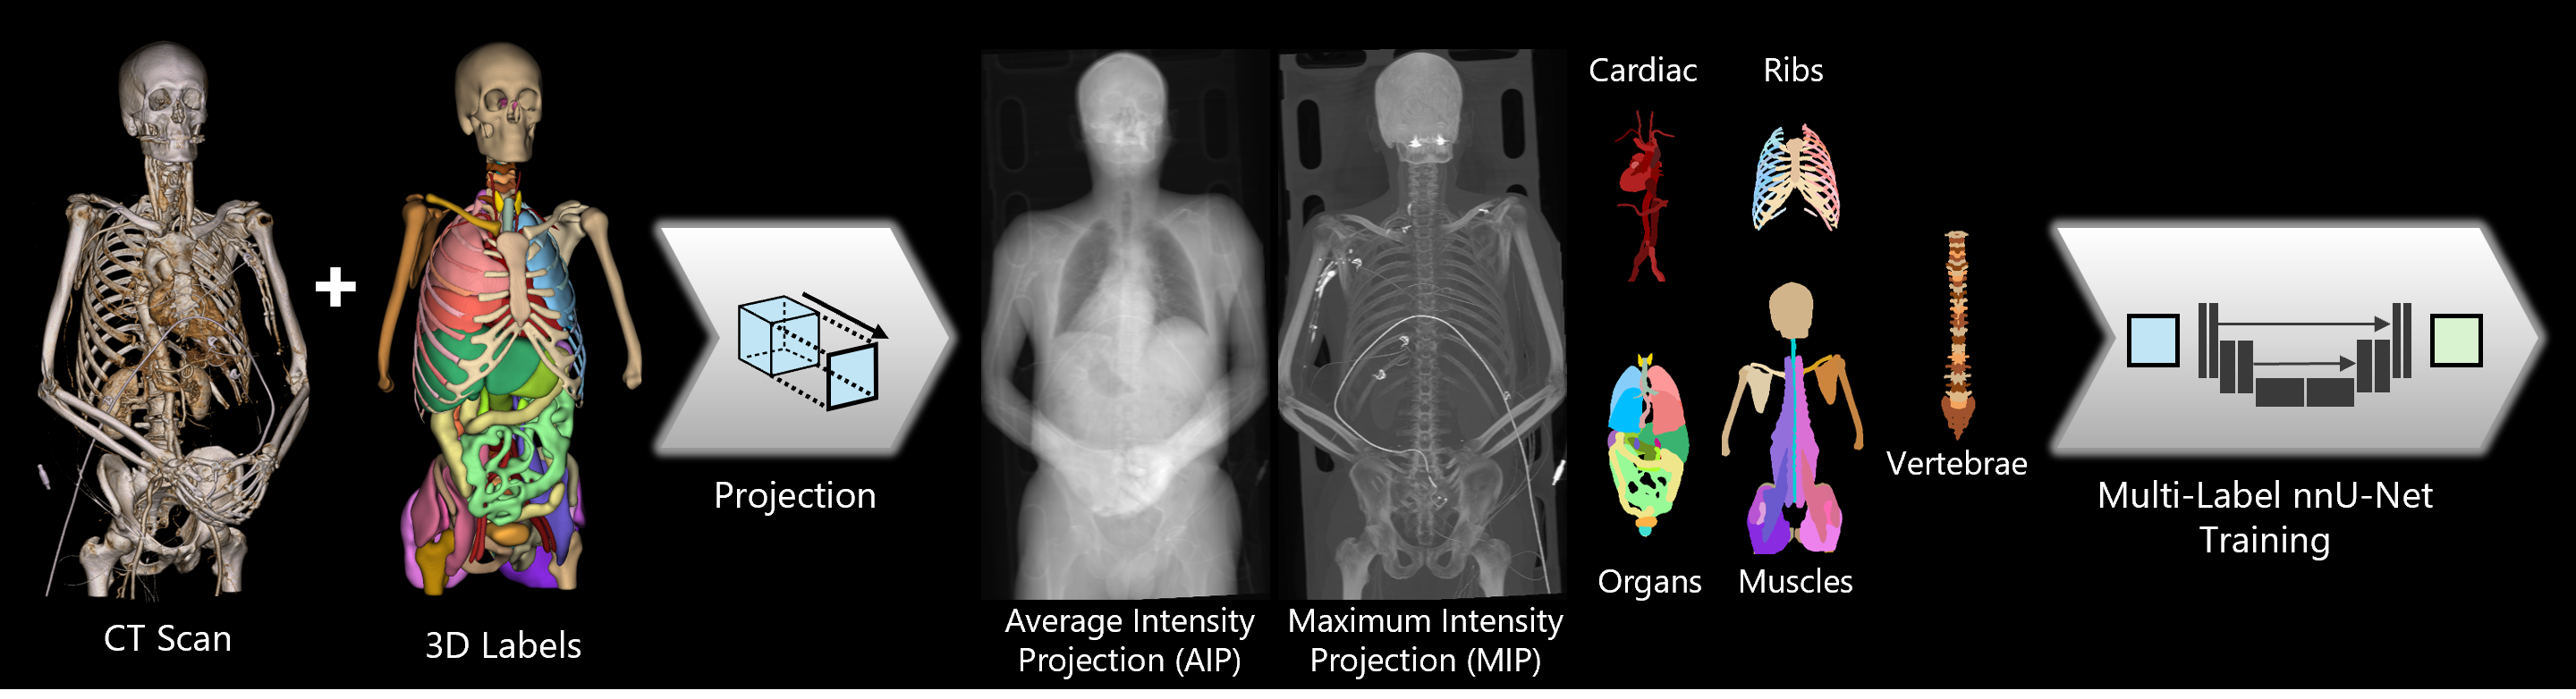 CT Scan
3D Labels
Projection
Average Intensity
Projection (AIP)
Maximum Intensity
Projection (MIP)
Cardiac
Ribs
Organs
Muscles
Vertebrae
Multi-Label nnU-Net
Training